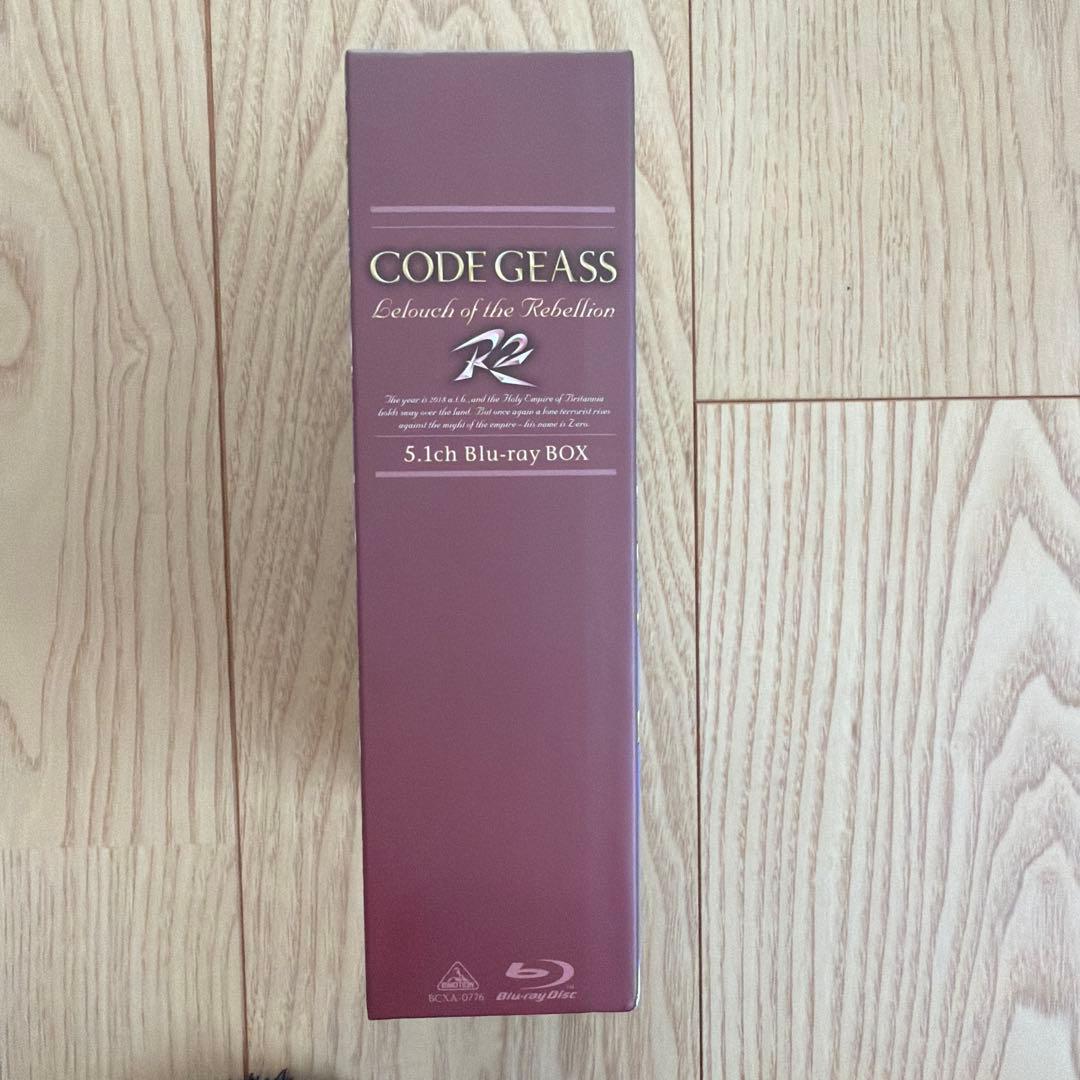 CODE GEASS
Lelouch of the Rebellion
R2
The year is 2018 a.t.b., and the Holy Empire of Britannia
holds sway over the land. But once again a lone terrorist rises
against the might of the empire – his name is Zero.
5.1ch Blu-ray BOX
EMOTION
BCXA-0776
Blu-ray Disc
TM